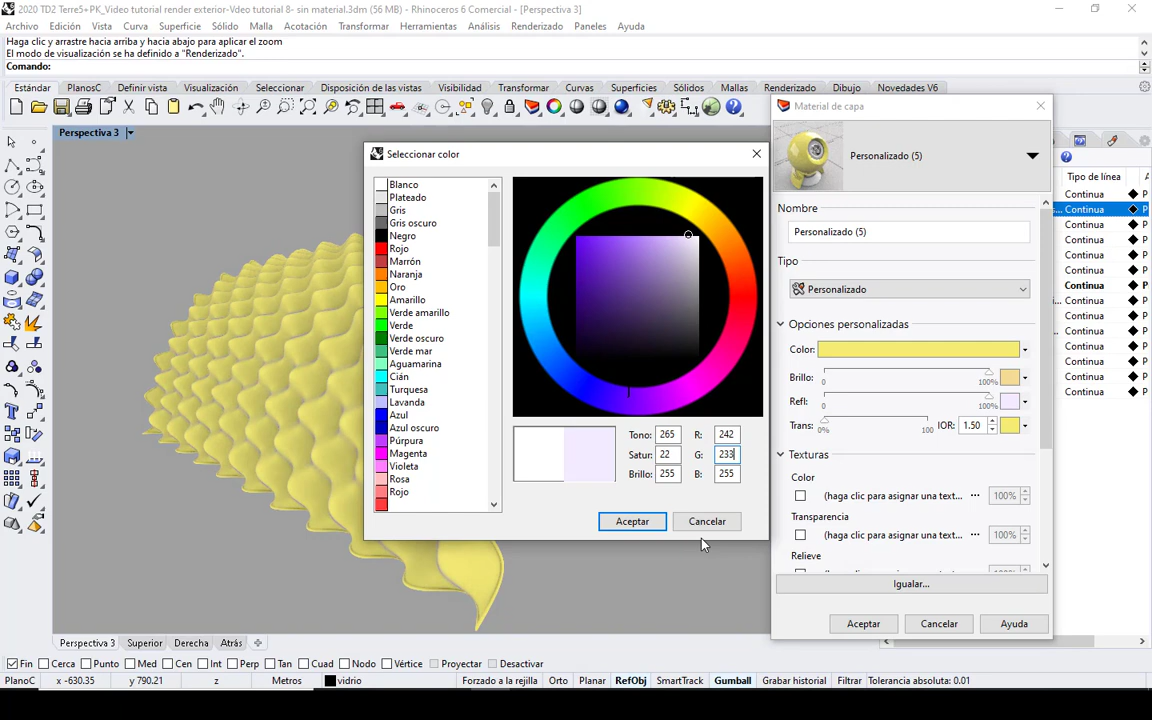 2020 TD2 Terre5+PK_Video tutorial render exterior-Vdeo tutorial 8- sin material.3dm (56 MB) - Rhinoceros 6 Comercial - [Perspectiva 3]
Archivo Edición Vista Curva Superficie Sólido Malla Acotación Transformar Herramientas Análisis Renderizado Paneles Ayuda
Haga clic y arrastre hacia arriba y hacia abajo para aplicar el zoom
El modo de visualización se ha definido a "Renderizado".
Comando:
Estándar PlanosC Definir vista Visualización Seleccionar Disposición de las vistas Visibilidad Transformar Curvas Superficies Sólidos Mallas Renderizado Dibujo Novedades V6
Perspectiva 3
Seleccionar color
Blanco
Plateado
Gris
Gris oscuro
Negro
Rojo
Marrón
Naranja
Oro
Amarillo
Verde amarillo
Verde
Verde oscuro
Verde mar
Aguamarina
Cián
Turquesa
Lavanda
Azul
Azul oscuro
Púrpura
Magenta
Violeta
Rosa
Rojo
Tono: 265 R: 242
Satur: 22 G: 233
Brillo: 255 B: 255
Aceptar Cancelar
Material de capa
Personalizado (5)
Nombre
Personalizado (5)
Tipo
Personalizado
Opciones personalizadas
Color:
Brillo: 0 100%
Refl: 0 100%
Trans: 0% 100 IOR: 1.50
Texturas
Color
(haga clic para asignar una text... ··· 100%
Transparencia
(haga clic para asignar una text... ··· 100%
Relieve
Igualar...
Aceptar Cancelar Ayuda
Tipo de línea
Continua P
Continua P
Continua P
Continua P
Continua P
Continua P
Continua P
Continua P
Continua P
Continua P
Continua P
Continua P
Continua P
Continua P
Perspectiva 3 Superior Derecha Atrás
Fin Cerca Punto Med Cen Int Perp Tan Cuad Nodo Vértice Proyectar Desactivar
PlanoC x -630.35 y 790.21 z Metros vidrio Forzado a la rejilla Orto Planar RefObj SmartTrack Gumball Grabar historial Filtrar Tolerancia absoluta: 0.01